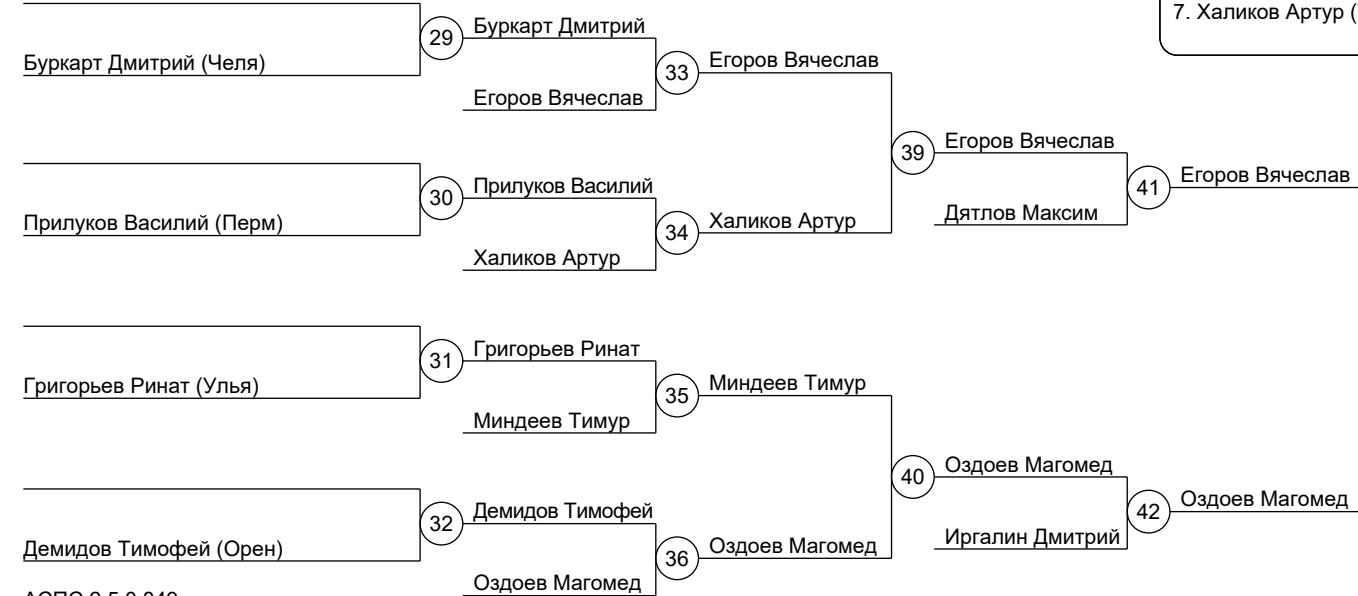 7. Халиков Артур (
Буркарт Дмитрий
29
Буркарт Дмитрий (Челя)
Егоров Вячеслав
33
Егоров Вячеслав
Егоров Вячеслав
39
Прилуков Василий
30
Егоров Вячеслав
41
Прилуков Василий (Перм)
Халиков Артур
34
Дятлов Максим
Халиков Артур
Григорьев Ринат
31
Миндеев Тимур
35
Григорьев Ринат (Улья)
Миндеев Тимур
Оздоев Магомед
40
Демидов Тимофей
32
Оздоев Магомед
42
Иргалин Дмитрий
Демидов Тимофей (Орен)
Оздоев Магомед
36
Оздоев Магомед